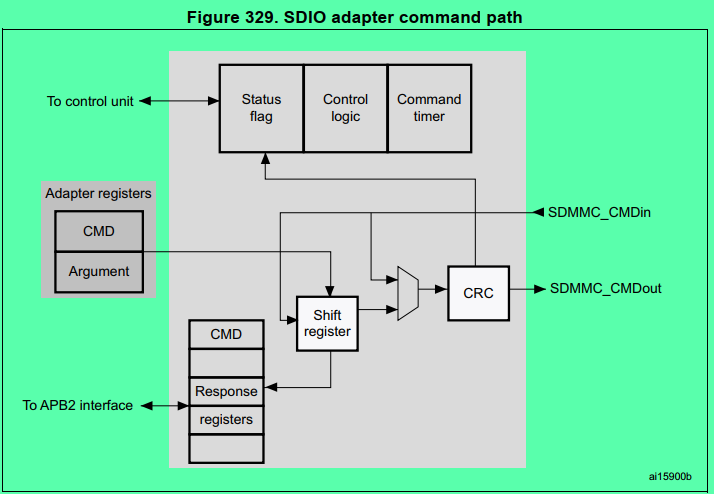 Figure 329. SDIO adapter command path
To control unit
Status
flag
Control
logic
Command
timer
Adapter registers
CMD
Argument
SDMMC_CMDin
SDMMC_CMDout
CRC
Shift
register
CMD
Response
registers
To APB2 interface
ai15900b